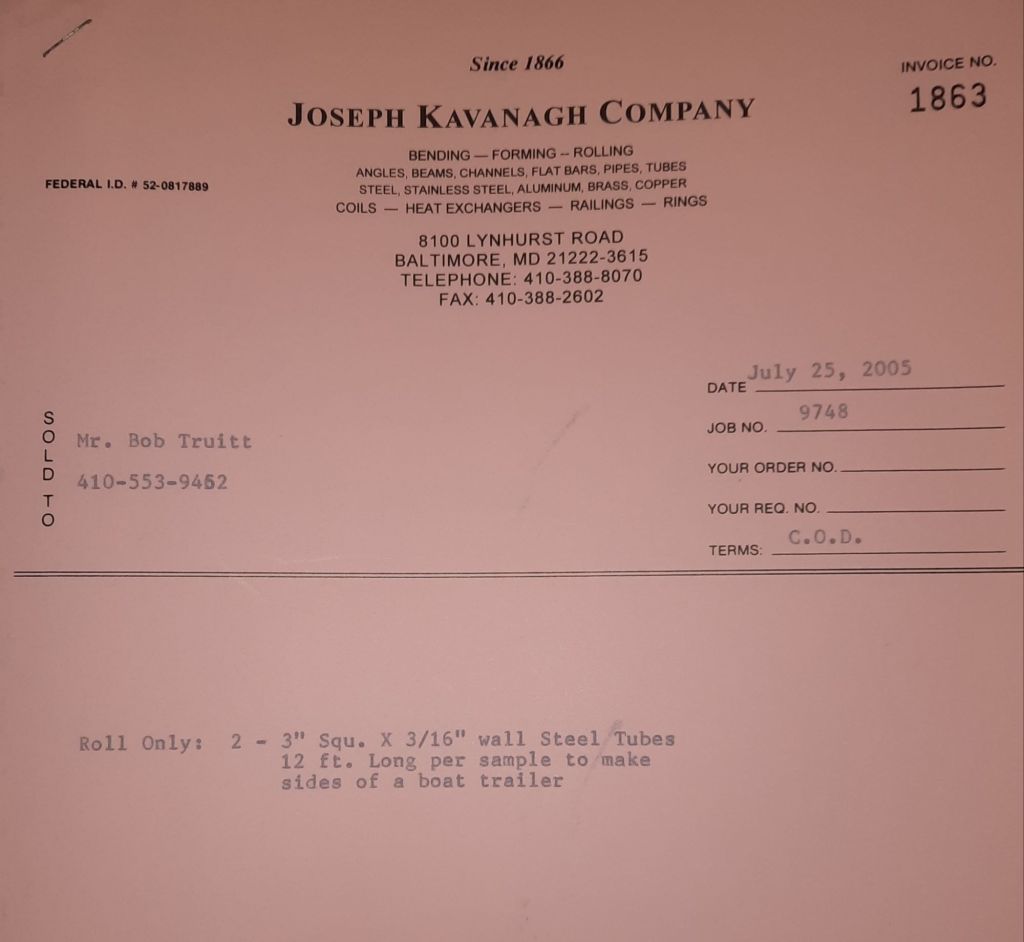 Since 1866
INVOICE NO.
1863
JOSEPH KAVANAGH COMPANY
BENDING — FORMING – ROLLING
ANGLES, BEAMS, CHANNELS, FLAT BARS, PIPES, TUBES
STEEL, STAINLESS STEEL, ALUMINUM, BRASS, COPPER
COILS — HEAT EXCHANGERS — RAILINGS — RINGS
FEDERAL I.D. # 52-0817889
8100 LYNHURST ROAD
BALTIMORE, MD 21222-3615
TELEPHONE: 410-388-8070
FAX: 410-388-2602
DATE July 25, 2005
JOB NO. 9748
YOUR ORDER NO.
YOUR REQ. NO.
TERMS: C.O.D.
SOLD TO
Mr. Bob Truitt
410-553-9462
Roll Only: 2 - 3" Squ. X 3/16" wall Steel Tubes
12 ft. Long per sample to make
sides of a boat trailer